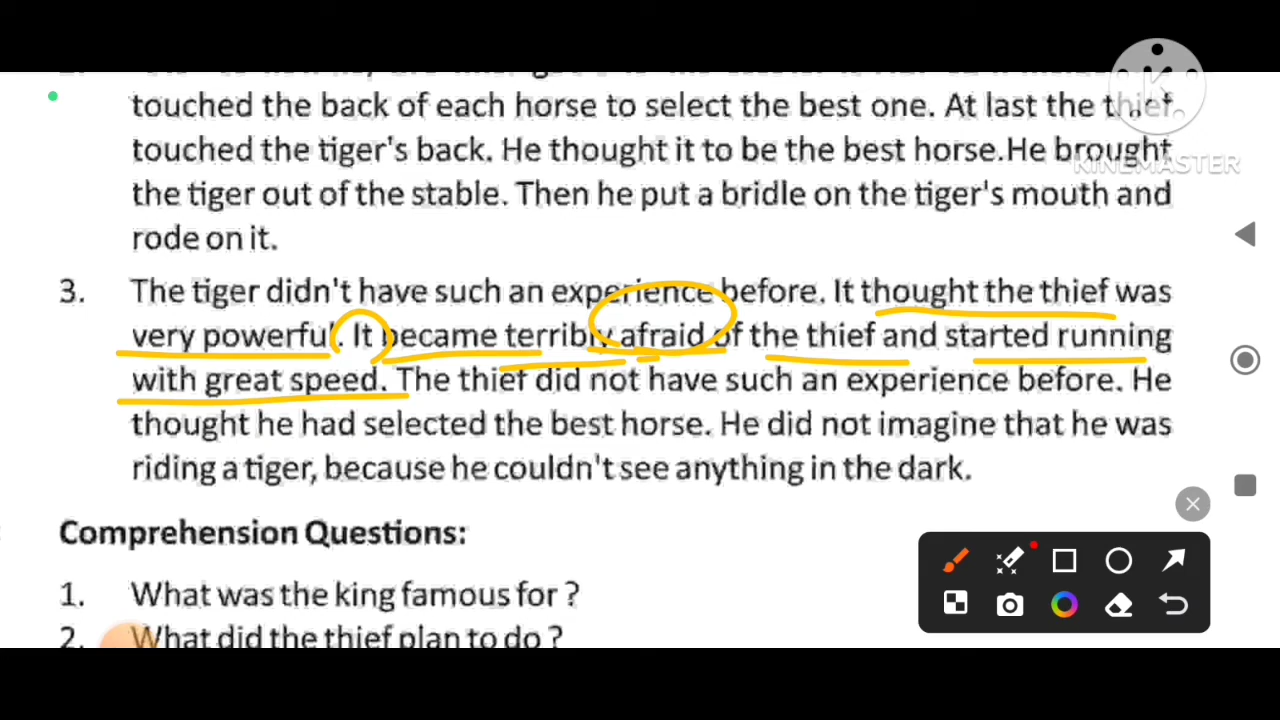 touched the back of each horse to select the best one. At last the thief
touched the tiger's back. He thought it to be the best horse.He brought
KINEMASTER
the tiger out of the stable. Then he put a bridle on the tiger's mouth and
rode on it.
3. The tiger didn't have such an experience before. It thought the thief was
very powerful. It became terribly afraid of the thief and started running
with great speed. The thief did not have such an experience before. He
thought he had selected the best horse. He did not imagine that he was
riding a tiger, because he couldn't see anything in the dark.
Comprehension Questions:
1. What was the king famous for ?
2. What did the thief plan to do ?